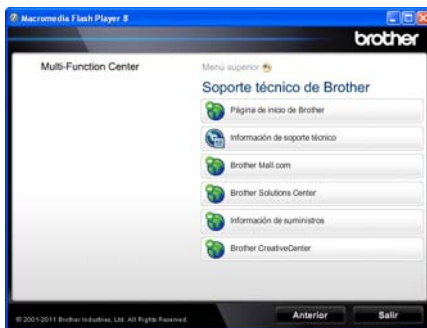 Macromedia Flash Player 8
brother
Multi-Function Center
Menú superior
Soporte técnico de Brother
Página de inicio de Brother
Información de soporte técnico
Brother Mall.com
Brother Solutions Center
Información de suministros
Brother CreativeCenter
© 2001-2011 Brother Industries, Ltd. All Rights Reserved.
Anterior
Salir